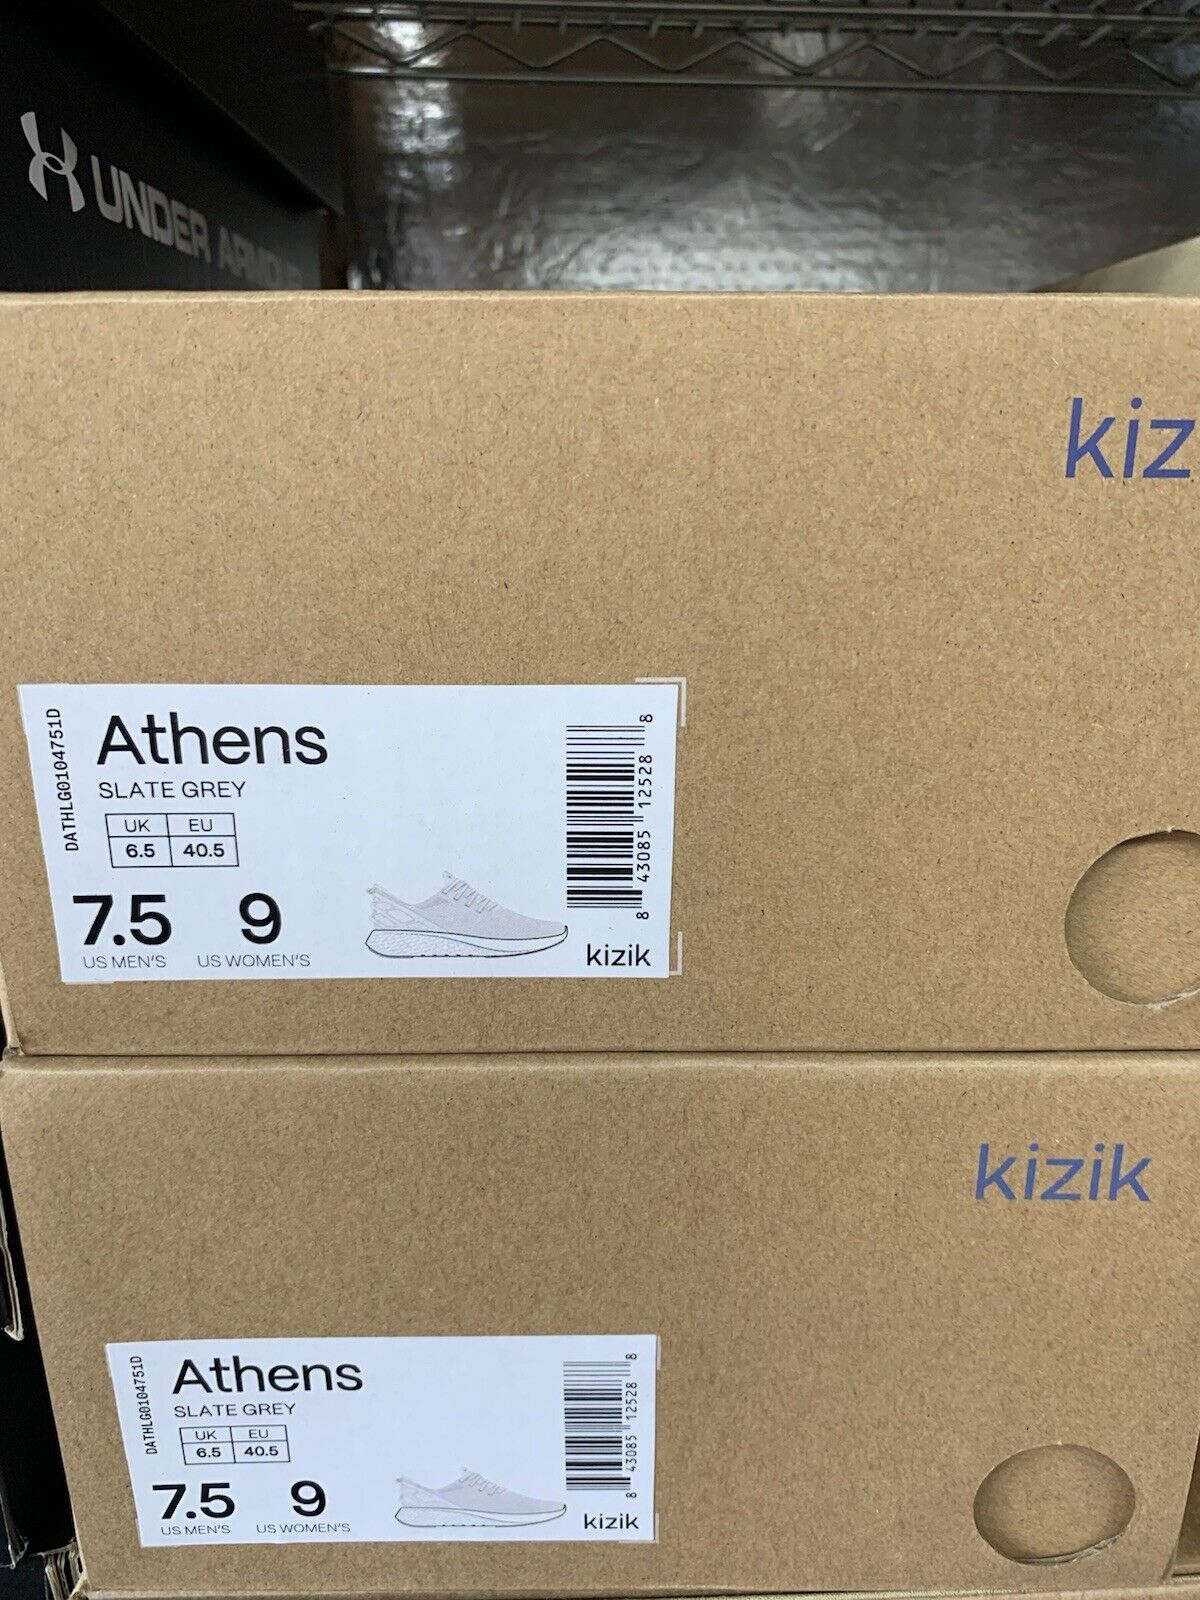 UNDER ARMOUR
kiz
DATHLG0104751D
Athens
SLATE GREY
UK EU
6.5 40.5
7.5 9
US MEN'S US WOMEN'S
8 43085 12528 8
kizik
kizik
DATHLG0104751D
Athens
SLATE GREY
UK EU
6.5 40.5
7.5 9
US MEN'S US WOMEN'S
8 43085 12528 8
kizik